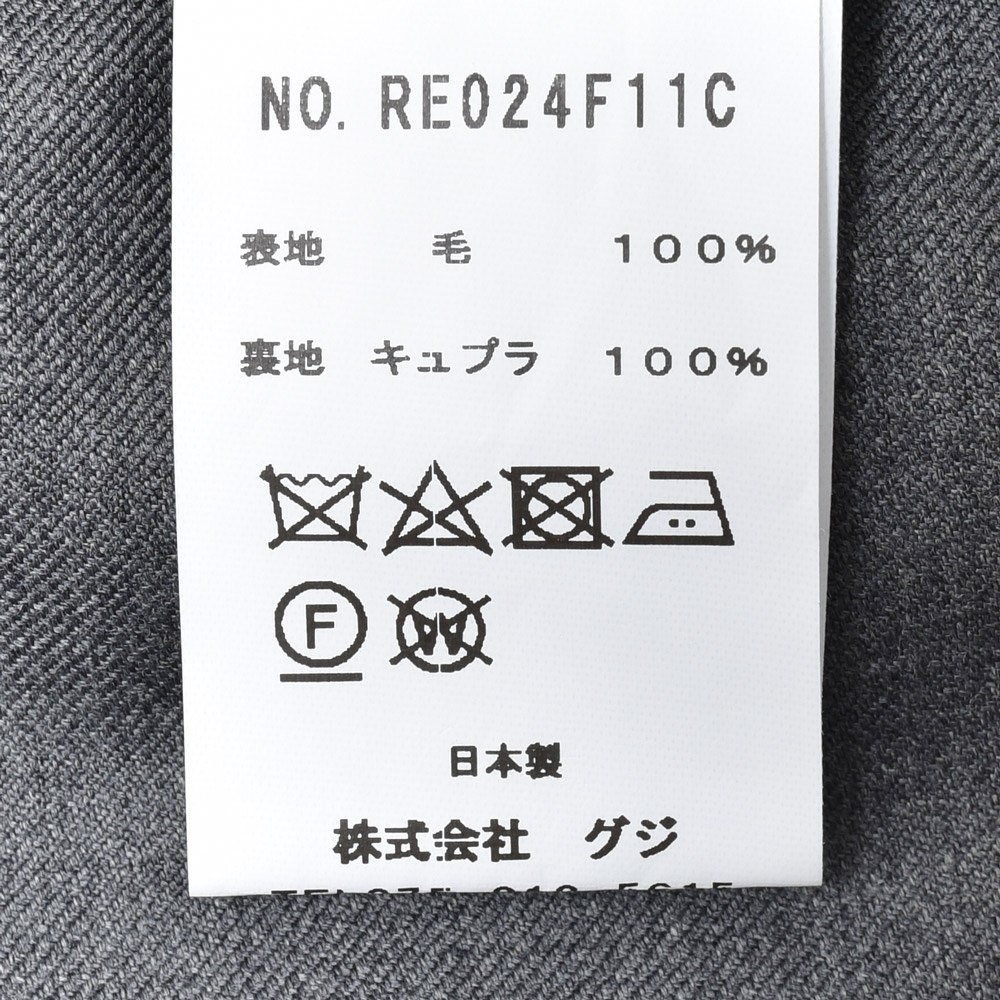 NO. RE024F11C
表地 毛 100%
裏地 キュプラ 100%
F
W
日本製
株式会社 グジ